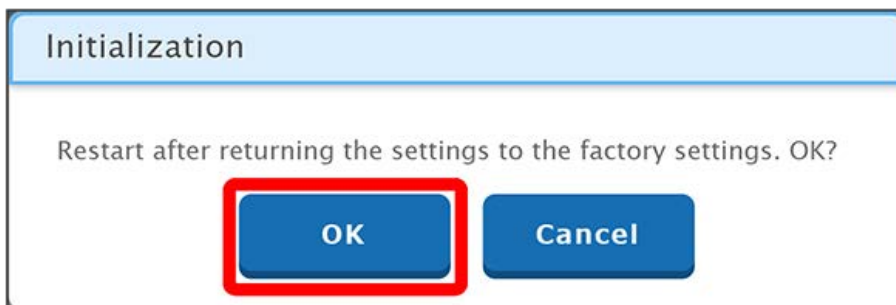 Initialization
Restart after returning the settings to the factory settings. OK?
OK Cancel